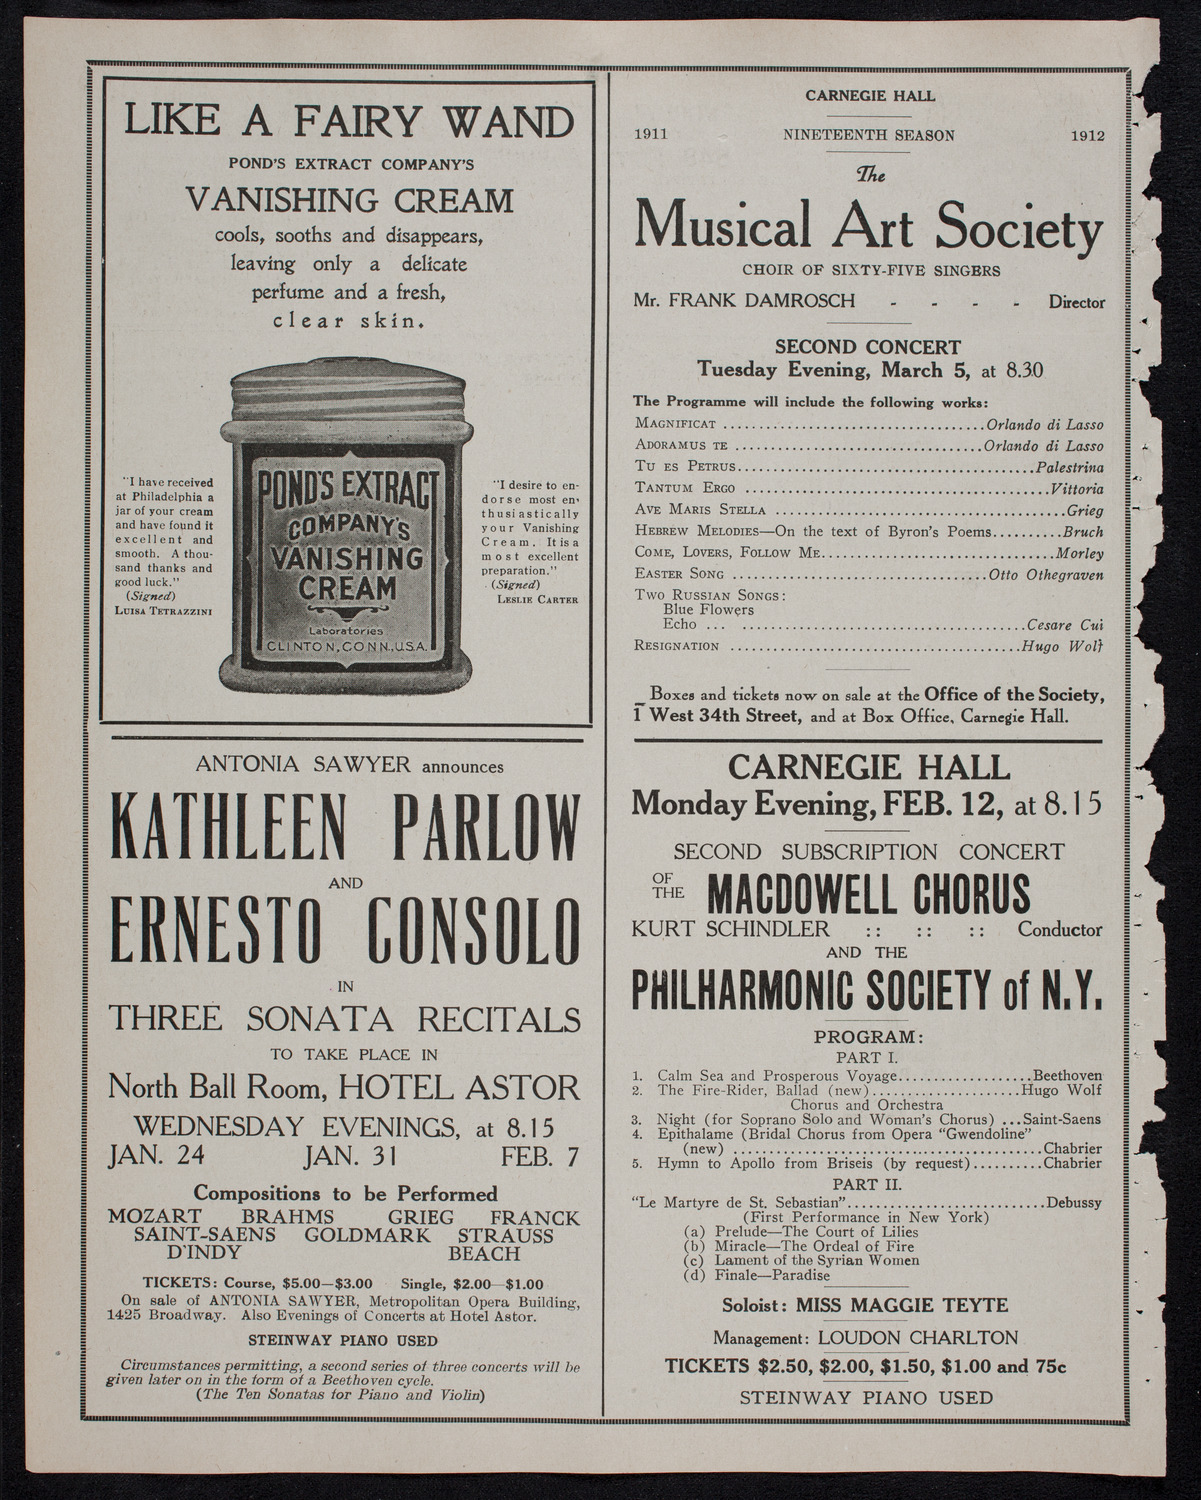 LIKE A FAIRY WAND
POND'S EXTRACT COMPANY'S
VANISHING CREAM
cools, sooths and disappears,
leaving only a delicate
perfume and a fresh,
clear skin.
"I have received
at Philadelphia a
jar of your cream
and have found it
excellent and
smooth. A thou-
sand thanks and
good luck."
(Signed)
LUISA TETRAZZINI
POND'S EXTRACT
COMPANY'S
VANISHING
CREAM
Laboratories
CLINTON, CONN., U.S.A.
"I desire to en-
dorse most en-
thusiastically
your Vanishing
Cream. It is a
most excellent
preparation."
(Signed)
LESLIE CARTER
ANTONIA SAWYER announces
KATHLEEN PARLOW
AND
ERNESTO CONSOLO
IN
THREE SONATA RECITALS
TO TAKE PLACE IN
North Ball Room, HOTEL ASTOR
WEDNESDAY EVENINGS, at 8.15
JAN. 24 JAN. 31 FEB. 7
Compositions to be Performed
MOZART BRAHMS GRIEG FRANCK
SAINT-SAENS GOLDMARK STRAUSS
D'INDY BEACH
TICKETS: Course, $5.00—$3.00 Single, $2.00—$1.00
On sale of ANTONIA SAWYER, Metropolitan Opera Building,
1425 Broadway. Also Evenings of Concerts at Hotel Astor.
STEINWAY PIANO USED
Circumstances permitting, a second series of three concerts will be
given later on in the form of a Beethoven cycle.
(The Ten Sonatas for Piano and Violin)
CARNEGIE HALL
1911 NINETEENTH SEASON 1912
The
Musical Art Society
CHOIR OF SIXTY-FIVE SINGERS
Mr. FRANK DAMROSCH - - - - Director
SECOND CONCERT
Tuesday Evening, March 5, at 8.30
The Programme will include the following works:
MAGNIFICAT ..................................Orlando di Lasso
ADORAMUS TE ................................Orlando di Lasso
TU ES PETRUS.......................................Palestrina
TANTUM ERGO ........................................Vittoria
AVE MARIS STELLA ......................................Grieg
HEBREW MELODIES—On the text of Byron's Poems..........Bruch
COME, LOVERS, FOLLOW ME...............................Morley
EASTER SONG .................................Otto Othegraven
TWO RUSSIAN SONGS:
Blue Flowers
Echo ... .....................................Cesare Cui
RESIGNATION .....................................Hugo Wolf
Boxes and tickets now on sale at the Office of the Society,
1 West 34th Street, and at Box Office, Carnegie Hall.
CARNEGIE HALL
Monday Evening, FEB. 12, at 8.15
SECOND SUBSCRIPTION CONCERT
OF THE MACDOWELL CHORUS
KURT SCHINDLER :: :: :: Conductor
AND THE
PHILHARMONIC SOCIETY of N.Y.
PROGRAM:
PART I.
1. Calm Sea and Prosperous Voyage..................Beethoven
2. The Fire-Rider, Ballad (new)....................Hugo Wolf
Chorus and Orchestra
3. Night (for Soprano Solo and Woman's Chorus) ...Saint-Saens
4. Epithalame (Bridal Chorus from Opera "Gwendoline"
(new) ..........................................Chabrier
5. Hymn to Apollo from Briseis (by request)..........Chabrier
PART II.
"Le Martyre de St. Sebastian"...........................Debussy
(First Performance in New York)
(a) Prelude—The Court of Lilies
(b) Miracle—The Ordeal of Fire
(c) Lament of the Syrian Women
(d) Finale—Paradise
Soloist: MISS MAGGIE TEYTE
Management: LOUDON CHARLTON
TICKETS $2.50, $2.00, $1.50, $1.00 and 75c
STEINWAY PIANO USED